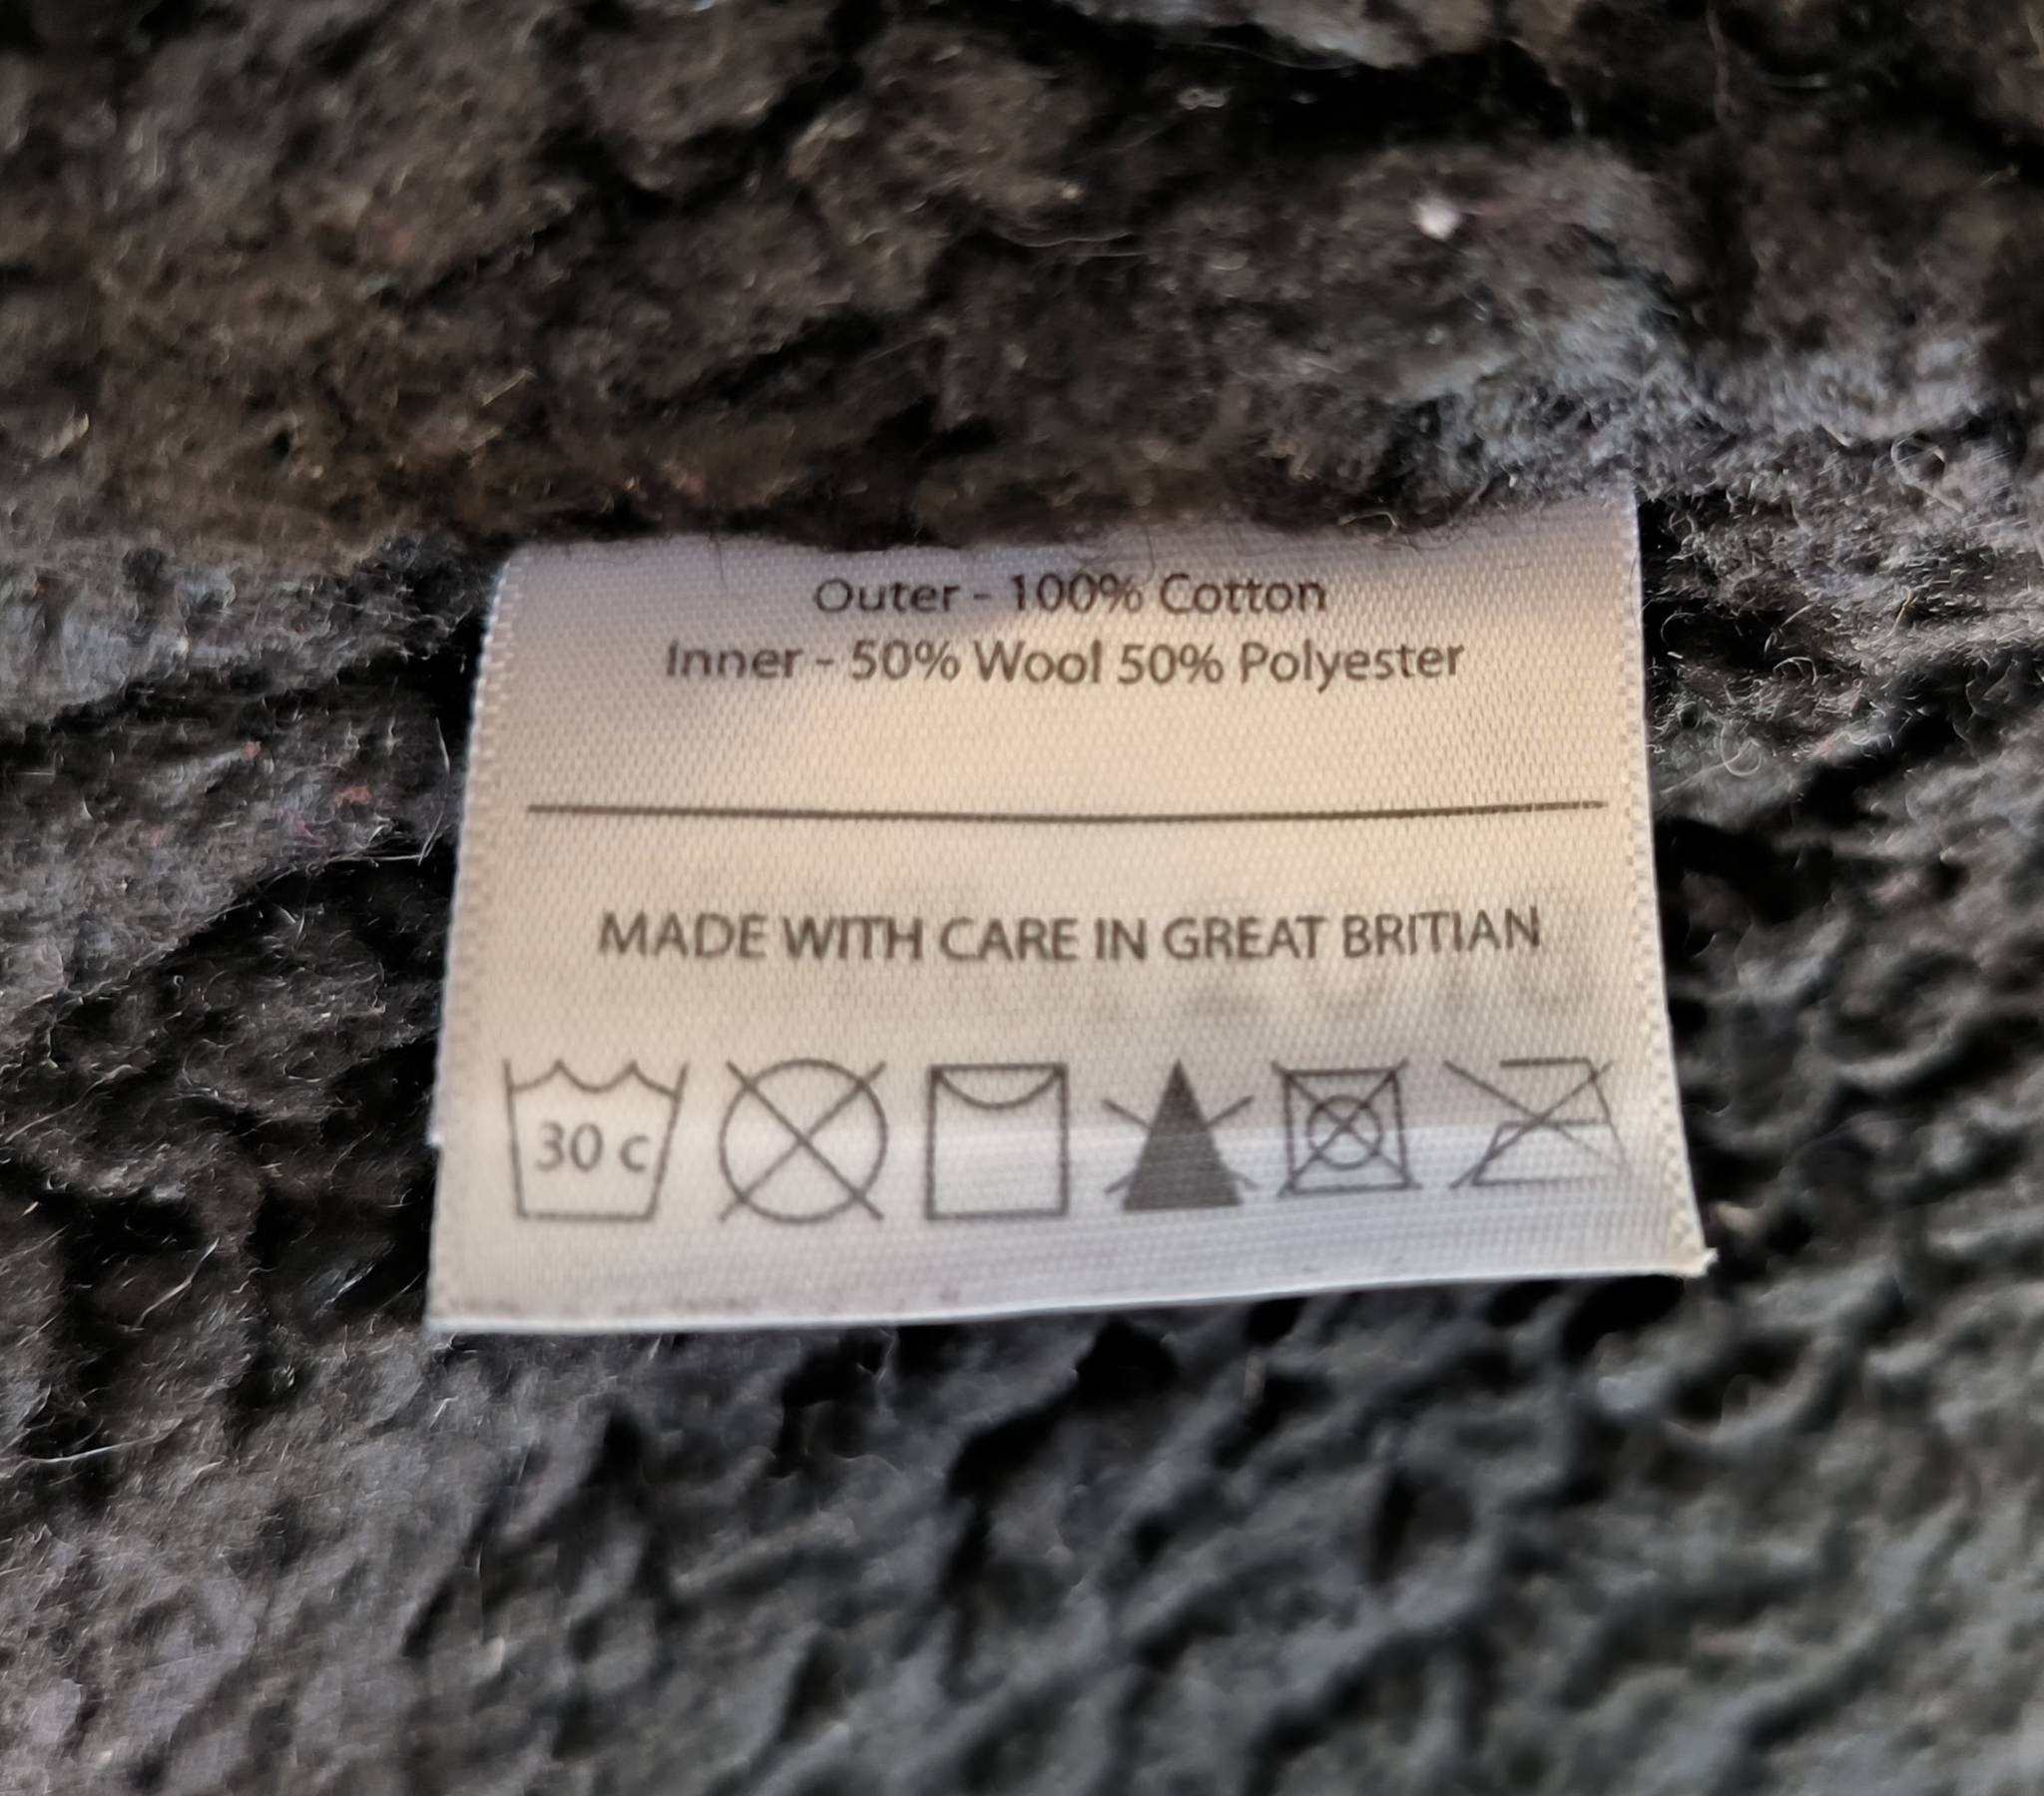 Outer - 100% Cotton
Inner - 50% Wool 50% Polyester
MADE WITH CARE IN GREAT BRITIAN
30 c